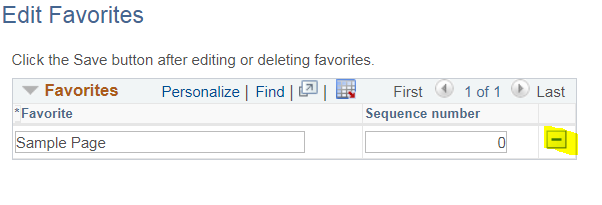 Edit Favorites
Click the Save button after editing or deleting favorites.
Favorites Personalize | Find | | First 1 of 1 Last
*Favorite Sequence number
Sample Page 0